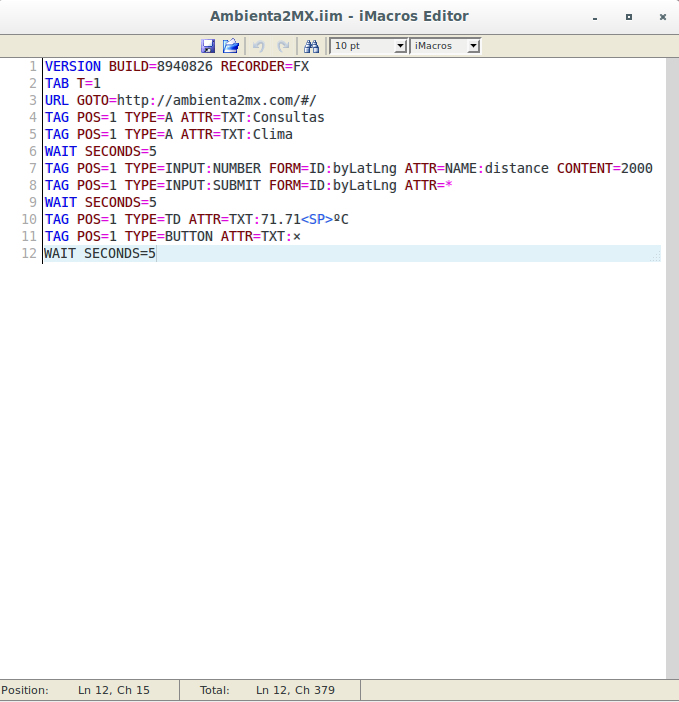 Ambienta2MX.iim - iMacros Editor
10 pt iMacros
1 VERSION BUILD=8940826 RECORDER=FX
2 TAB T=1
3 URL GOTO=http://ambienta2mx.com/#/
4 TAG POS=1 TYPE=A ATTR=TXT:Consultas
5 TAG POS=1 TYPE=A ATTR=TXT:Clima
6 WAIT SECONDS=5
7 TAG POS=1 TYPE=INPUT:NUMBER FORM=ID:byLatLng ATTR=NAME:distance CONTENT=2000
8 TAG POS=1 TYPE=INPUT:SUBMIT FORM=ID:byLatLng ATTR=*
9 WAIT SECONDS=5
10 TAG POS=1 TYPE=TD ATTR=TXT:71.71<SP>ºC
11 TAG POS=1 TYPE=BUTTON ATTR=TXT:×
12 WAIT SECONDS=5
Position: Ln 12, Ch 15 Total: Ln 12, Ch 379